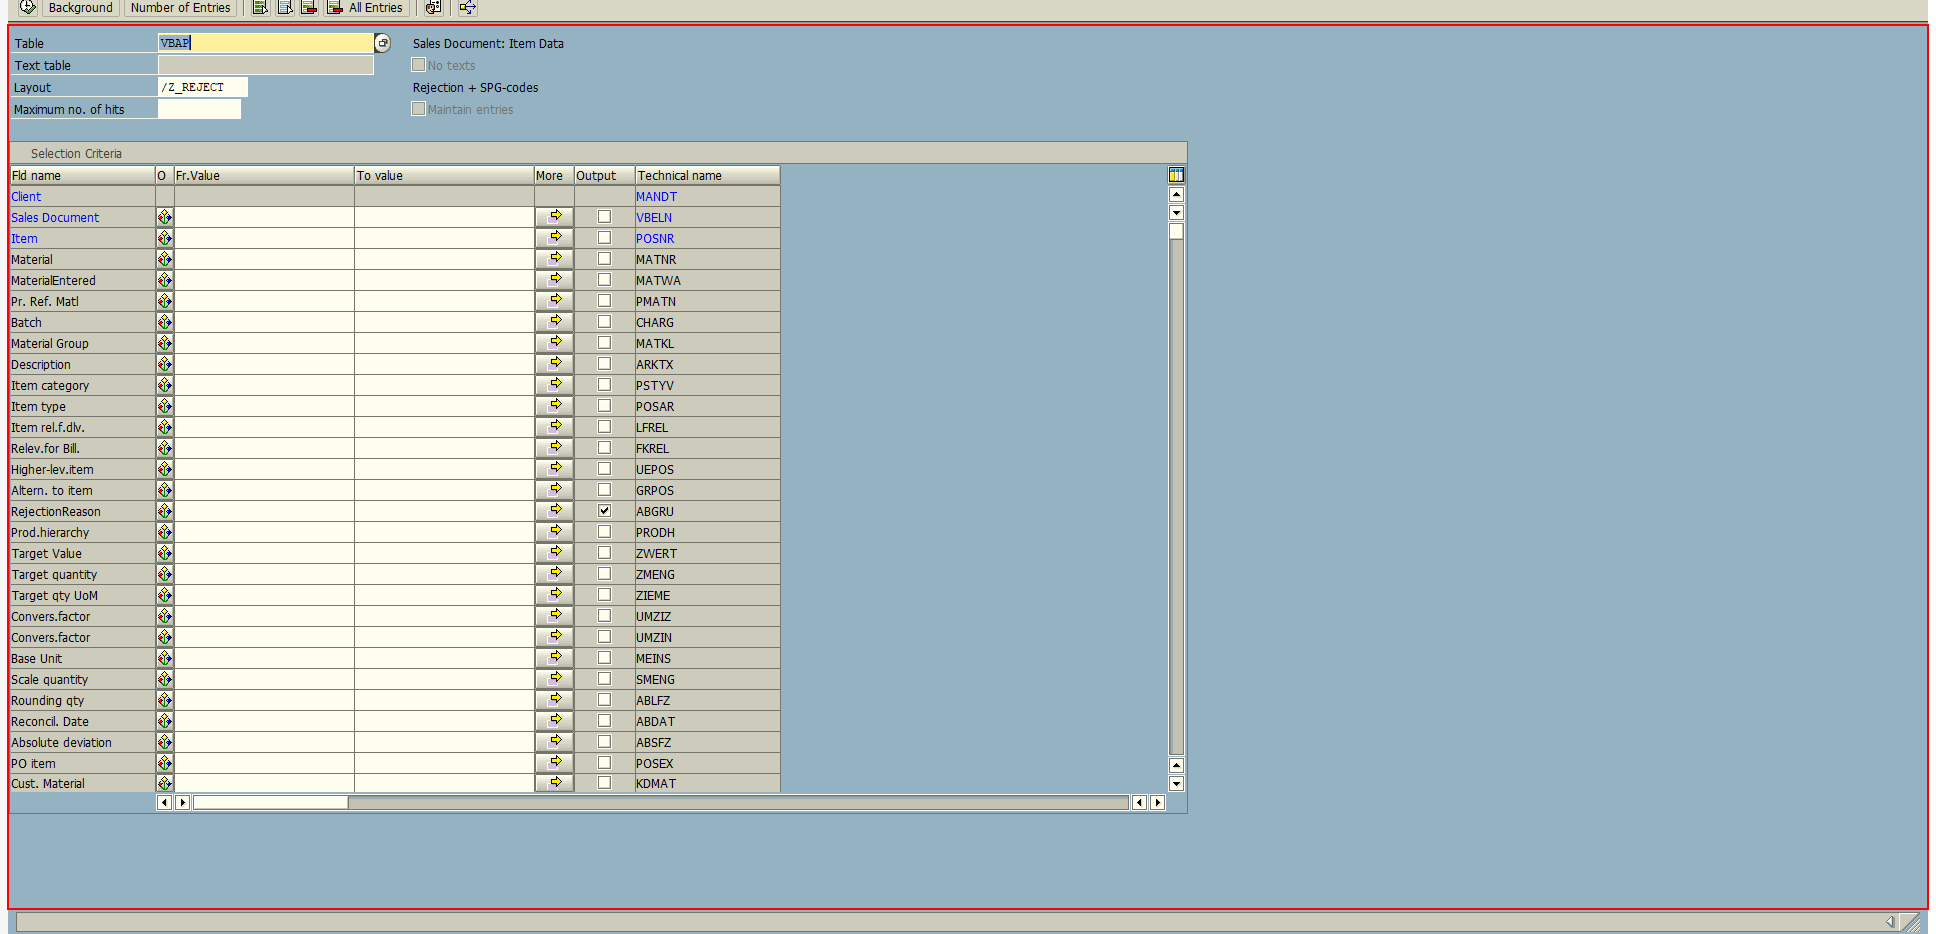 Background Number of Entries All Entries
Table VBAP Sales Document: Item Data
Text table No texts
Layout /Z_REJECT Rejection + SPG-codes
Maximum no. of hits Maintain entries
Selection Criteria
Fld name O Fr.Value To value More Output Technical name
Client MANDT
Sales Document VBELN
Item POSNR
Material MATNR
MaterialEntered MATWA
Pr. Ref. Matl PMATN
Batch CHARG
Material Group MATKL
Description ARKTX
Item category PSTYV
Item type POSAR
Item rel.f.dlv. LFREL
Relev.for Bill. FKREL
Higher-lev.item UEPOS
Altern. to item GRPOS
RejectionReason ABGRU
Prod.hierarchy PRODH
Target Value ZWERT
Target quantity ZMENG
Target qty UoM ZIEME
Convers.factor UMZIZ
Convers.factor UMZIN
Base Unit MEINS
Scale quantity SMENG
Rounding qty ABLFZ
Reconcil. Date ABDAT
Absolute deviation ABSFZ
PO item POSEX
Cust. Material KDMAT